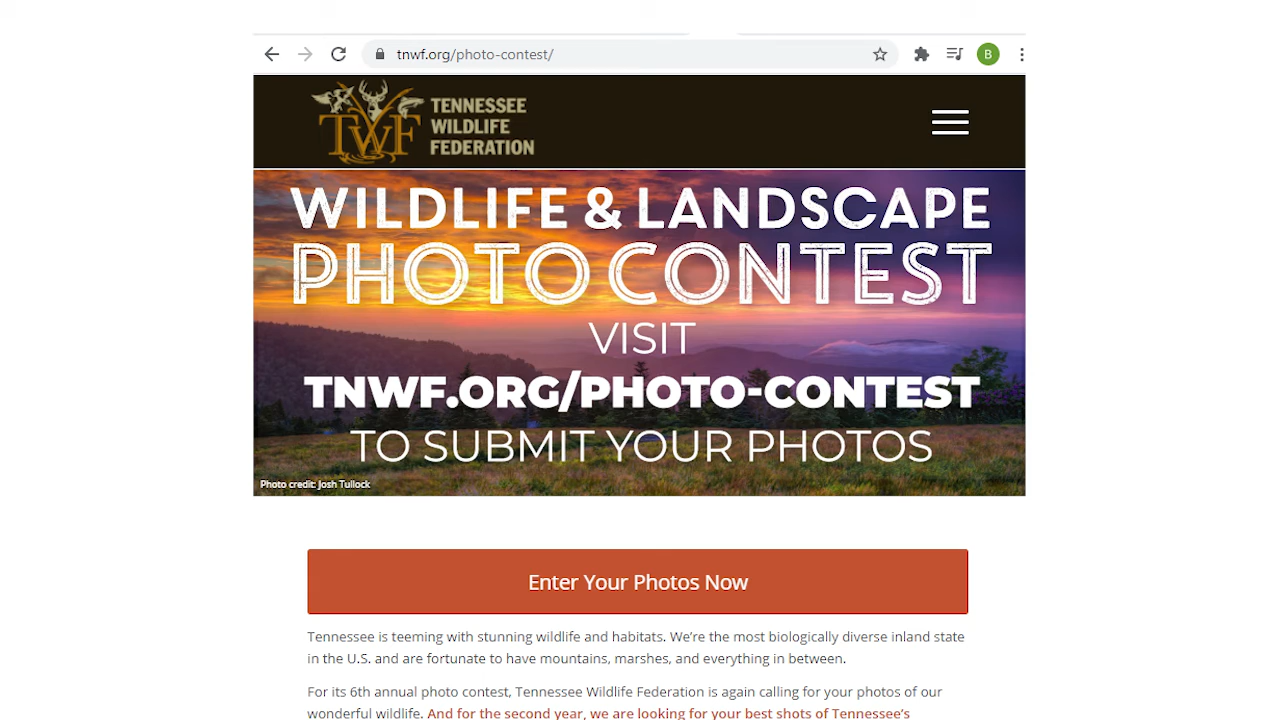 tnwf.org/photo-contest/
B
TWF
TENNESSEE
WILDLIFE
FEDERATION
WILDLIFE & LANDSCAPE
PHOTO CONTEST
VISIT
TNWF.ORG/PHOTO-CONTEST
TO SUBMIT YOUR PHOTOS
Photo credit: Josh Tullock
Enter Your Photos Now
Tennessee is teeming with stunning wildlife and habitats. We're the most biologically diverse inland state
in the U.S. and are fortunate to have mountains, marshes, and everything in between.
For its 6th annual photo contest, Tennessee Wildlife Federation is again calling for your photos of our
wonderful wildlife. And for the second year, we are looking for your best shots of Tennessee's